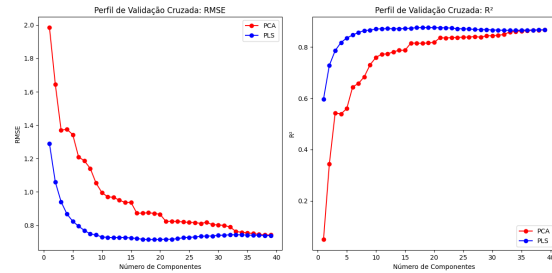 Perfil de Validação Cruzada: RMSE
PCA
PLS
2.0
1.8
1.6
1.4
1.2
1.0
0.8
RMSE
0
5
10
15
20
25
30
35
40
Número de Componentes
Perfil de Validação Cruzada: R²
0.8
0.6
0.4
0.2
R²
PCA
PLS
0
5
10
15
20
25
30
35
40
Número de Componentes